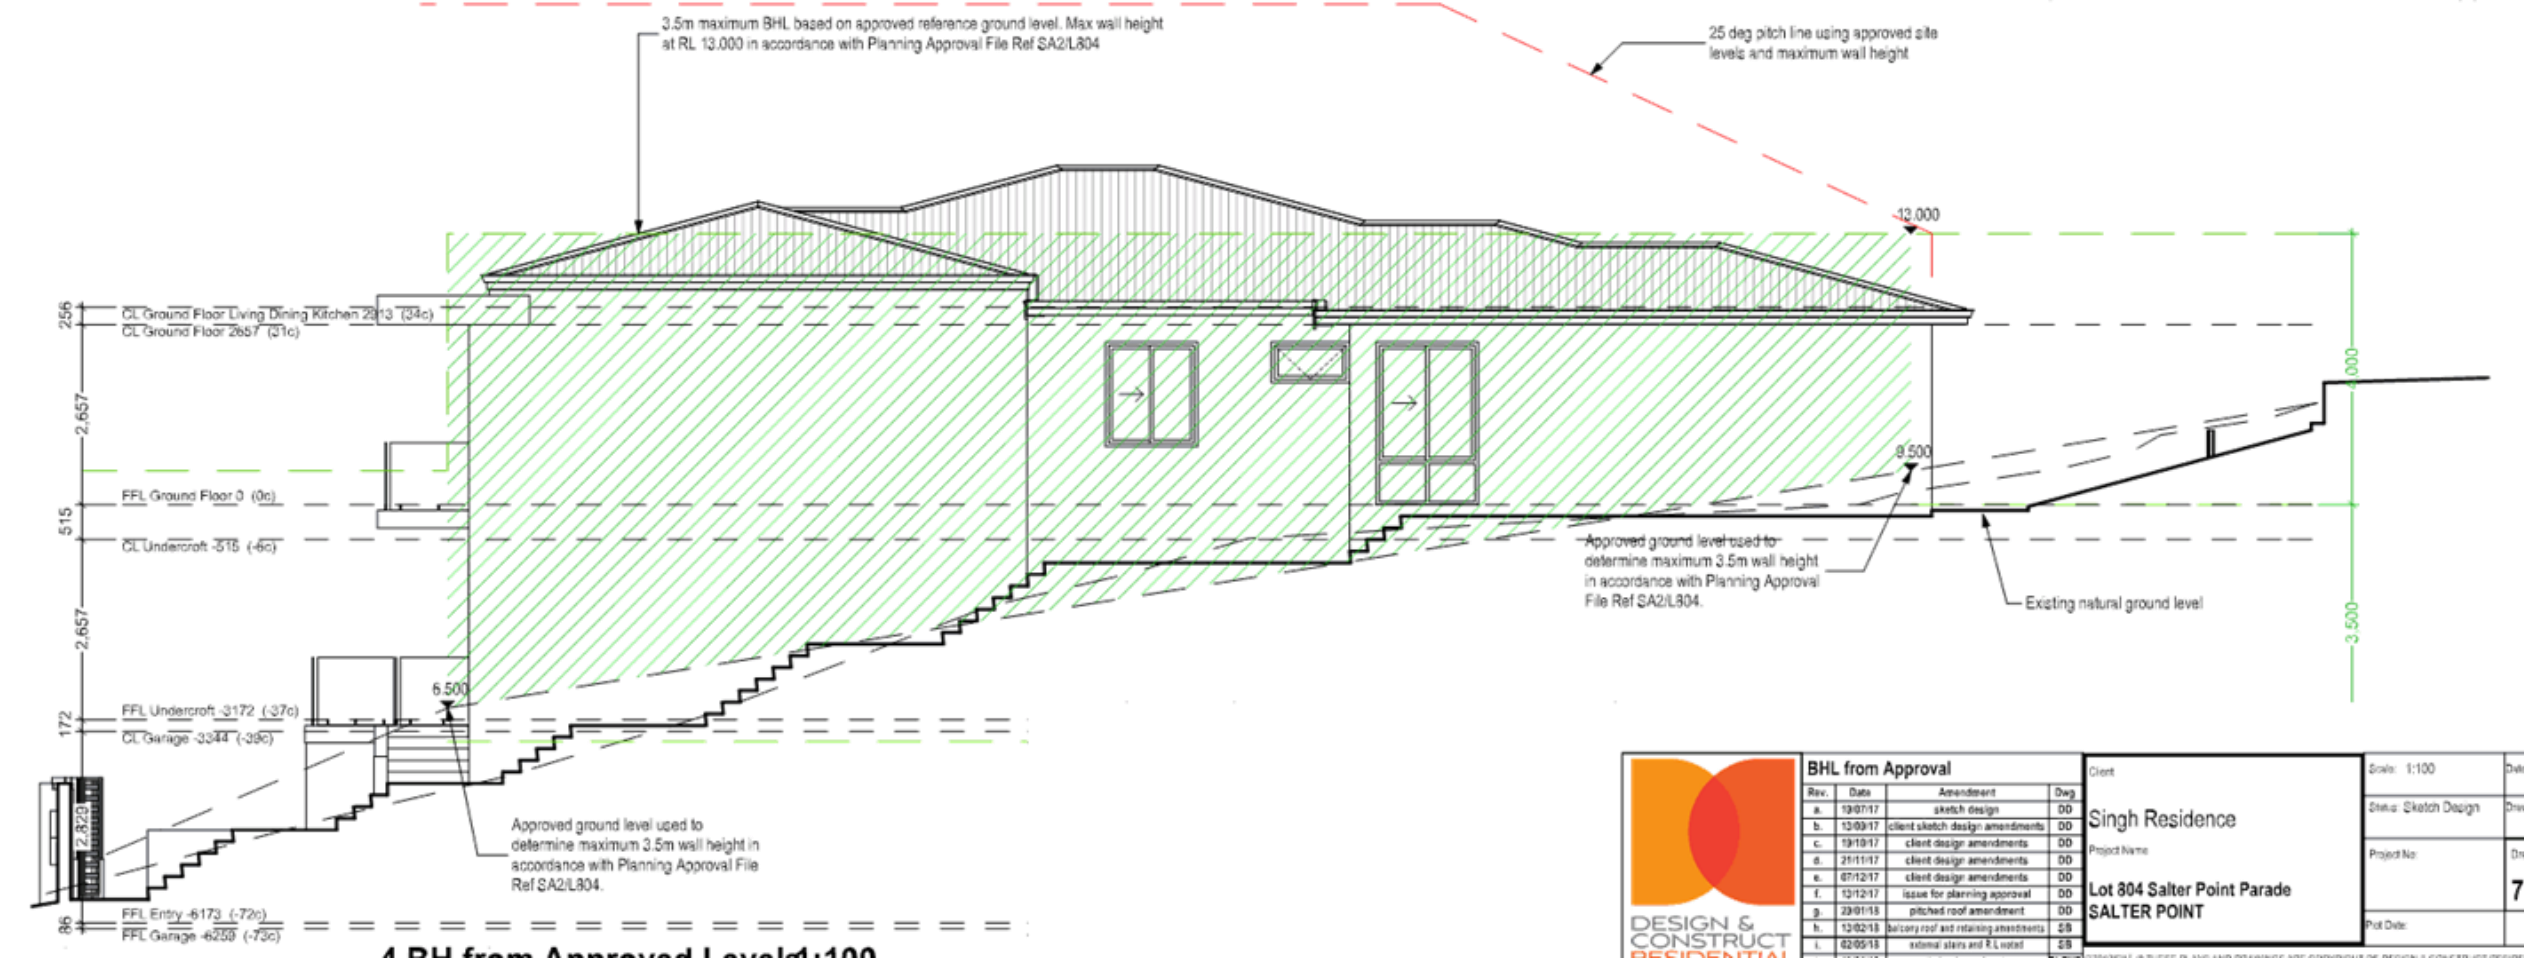 3.5m maximum BHL based on approved reference ground level. Max wall height
at RL 13.000 in accordance with Planning Approval File Ref SA2/L804
25 deg pitch line using approved site
levels and maximum wall height
13.000
256
CL Ground Floor Living Dining Kitchen 2913 (34c)
CL Ground Floor 2657 (31c)
2,657
4.000
9.500
FFL Ground Floor 0 (0c)
515
CL Undercroft -515 (-6c)
Approved ground level used to
determine maximum 3.5m wall height
in accordance with Planning Approval
File Ref SA2/L804.
Existing natural ground level
2,657
3.500
6.500
FFL Undercroft -3172 (-37c)
172
CL Garage -3344 (-39c)
2,829
Approved ground level used to
determine maximum 3.5m wall height in
accordance with Planning Approval File
Ref SA2/L804.
FFL Entry -6173 (-72c)
86
FFL Garage -6259 (-73c)
4 BH from Approved Levels 1:100
DESIGN &
CONSTRUCT
RESIDENTIAL
BHL from Approval
Rev. Date Amendment Dwg
a. 10/07/17 sketch design DD
b. client sketch design amendments DD
c. 19/10/17 client design amendments DD
d. 21/11/17 client design amendments DD
e. 07/12/17 client design amendments DD
f. 13/12/17 issue for planning approval DD
g. 23/01/18 pitched roof amendment DD
h. 13/02/18 balcony roof and retaining amendments SB
i. 02/05/18 external stairs and R.L noted SB
Client
Singh Residence
Project Name
Lot 804 Salter Point Parade
SALTER POINT
Scale: 1:100
Status: Sketch Design
Project No:
Plot Date:
7